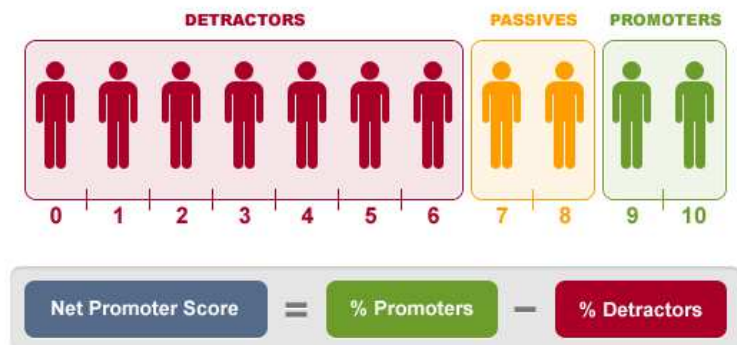 DETRACTORS PASSIVES PROMOTERS
0 1 2 3 4 5 6 7 8 9 10
Net Promoter Score = % Promoters − % Detractors